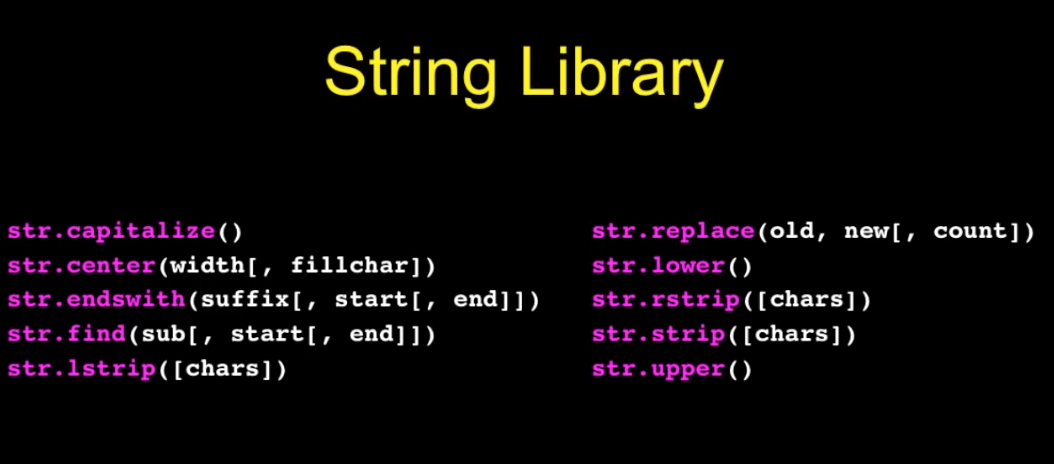 String Library
str.capitalize()
str.center(width[, fillchar])
str.endswith(suffix[, start[, end]])
str.find(sub[, start[, end]])
str.lstrip([chars])
str.replace(old, new[, count])
str.lower()
str.rstrip([chars])
str.strip([chars])
str.upper()